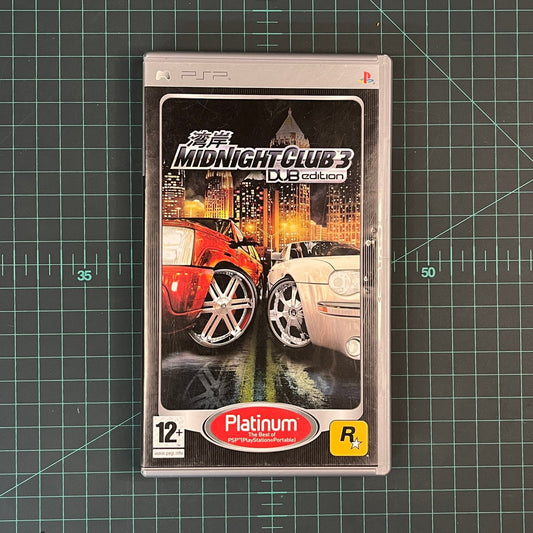 PSP
湾岸
MIDNIGHT CLUB 3
DUB edition
35
50
12+
www.pegi.info
Platinum
The Best of
PSP™(PlayStation®Portable)
R